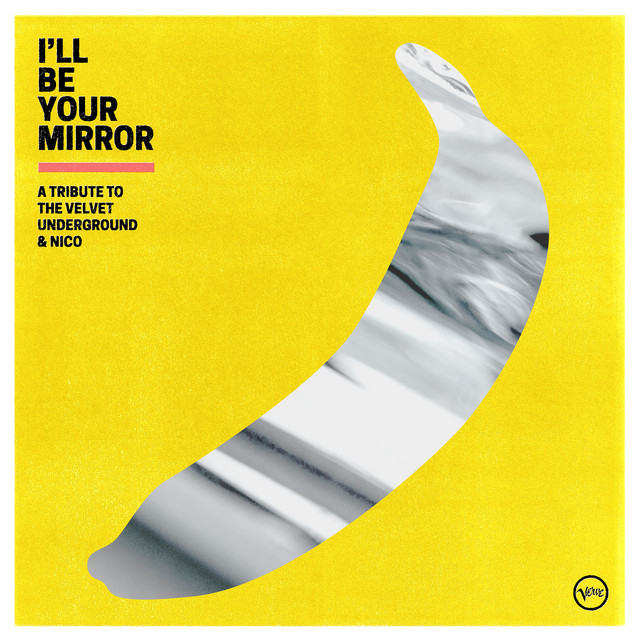 I'LL
BE
YOUR
MIRROR
A TRIBUTE TO
THE VELVET
UNDERGROUND
& NICO
Verve